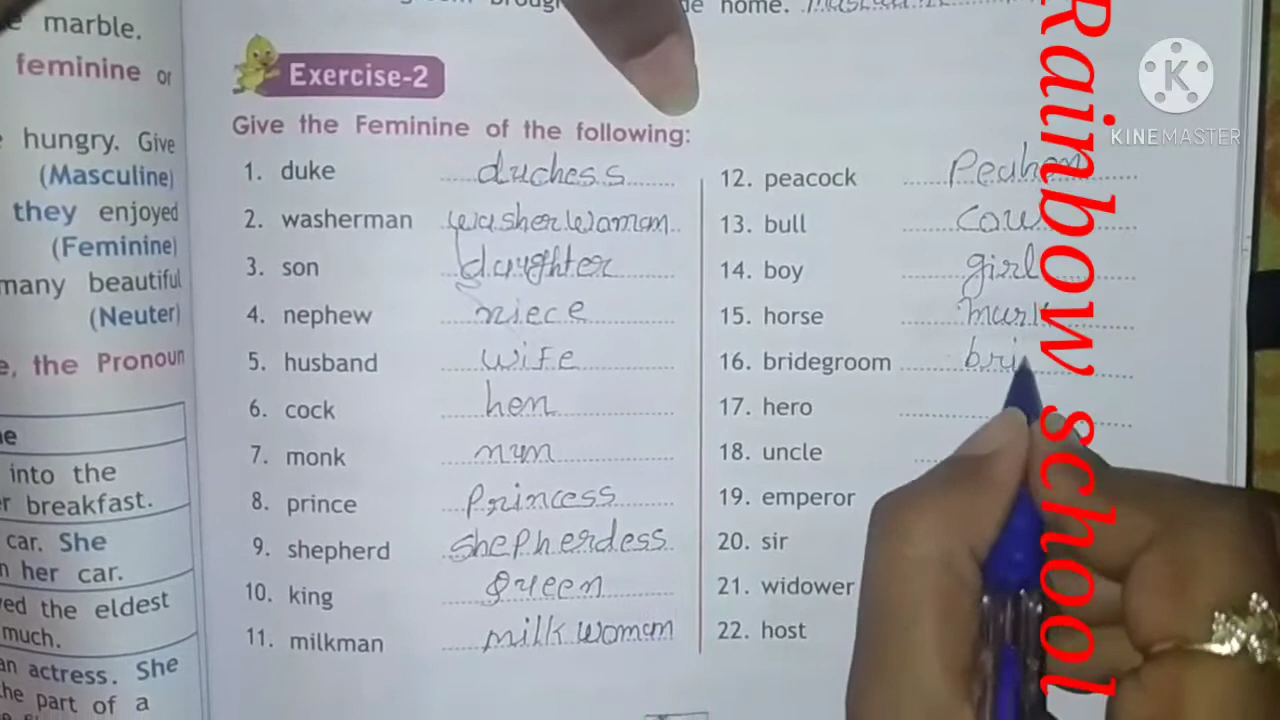 e marble.
feminine or
hungry. Give
(Masculine)
they enjoyed
(Feminine)
many beautiful
(Neuter)
e, the Pronoun
into the
er breakfast.
car. She
her car.
ved the eldest
much.
an actress. She
the part of a
home.
Exercise-2
Give the Feminine of the following:
1. duke duchess
2. washerman washerwoman
3. son daughter
4. nephew niece
5. husband wife
6. cock hen
7. monk nun
8. prince princess
9. shepherd shepherdess
10. king queen
11. milkman milk woman
12. peacock Peahen
13. bull cow
14. boy girl
15. horse
16. bridegroom bri
17. hero
18. uncle
19. emperor
20. sir
21. widower
22. host
Rainbow school
K
KINEMASTER